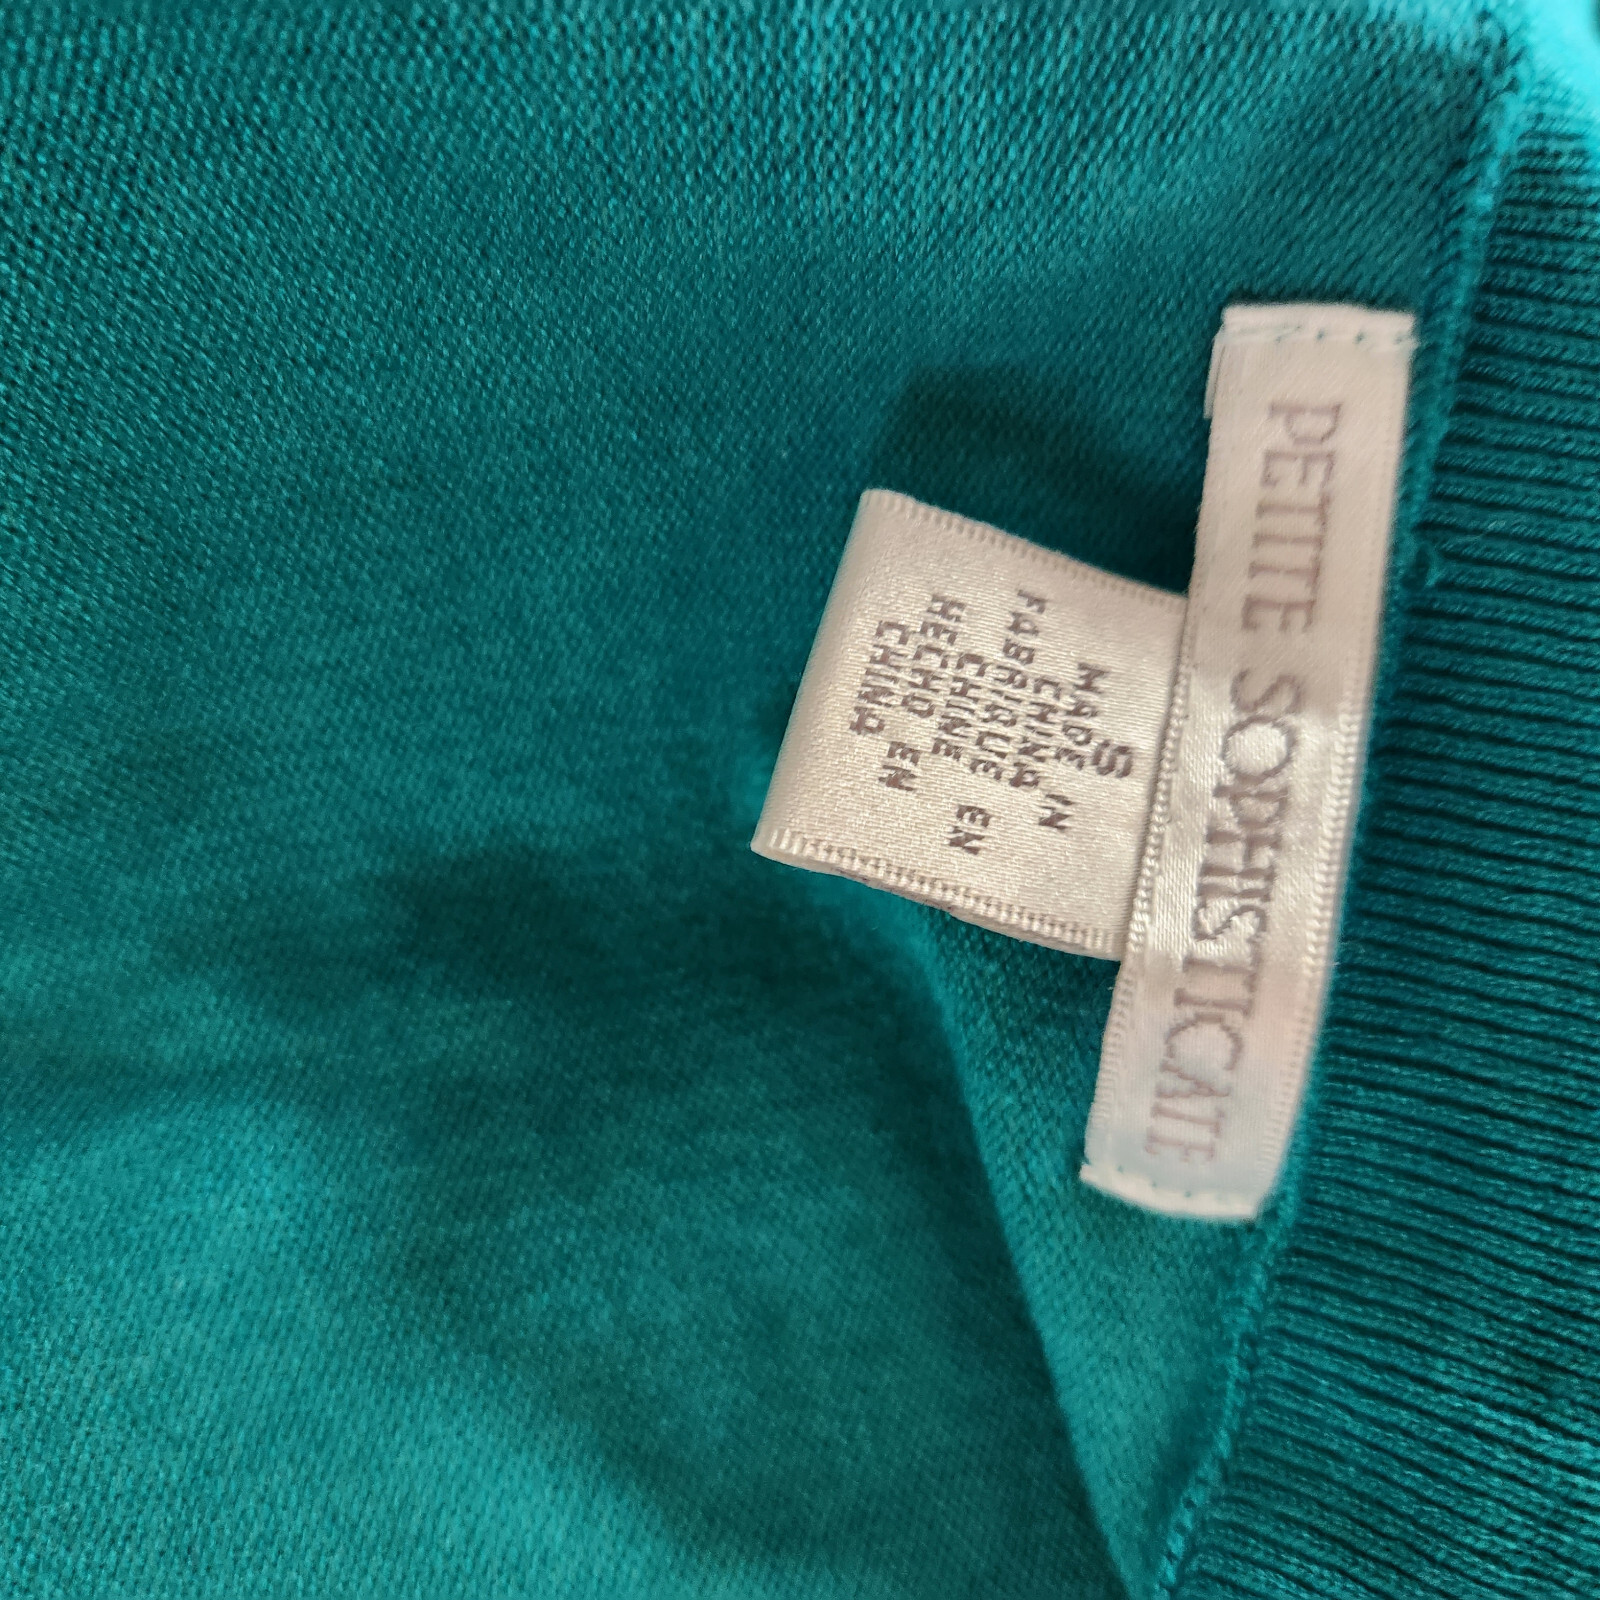 PETITE SOPHISTICATE
S
MADE IN
CHINA
FABRIQUE EN
CHINE
HECHO EN
CHINA